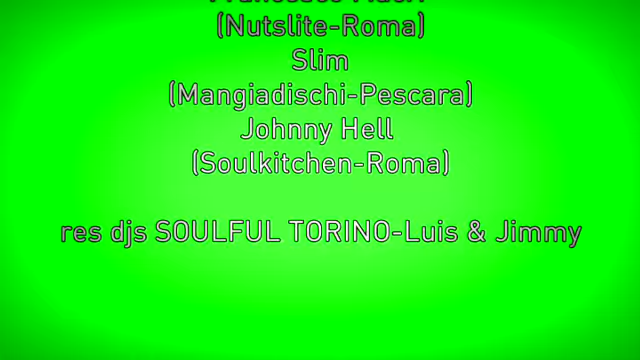 (Nutslite-Roma)
Slim
(Mangiadischi-Pescara)
Johnny Hell
(Soulkitchen-Roma)
res djs SOULFUL TORINO-Luis & Jimmy